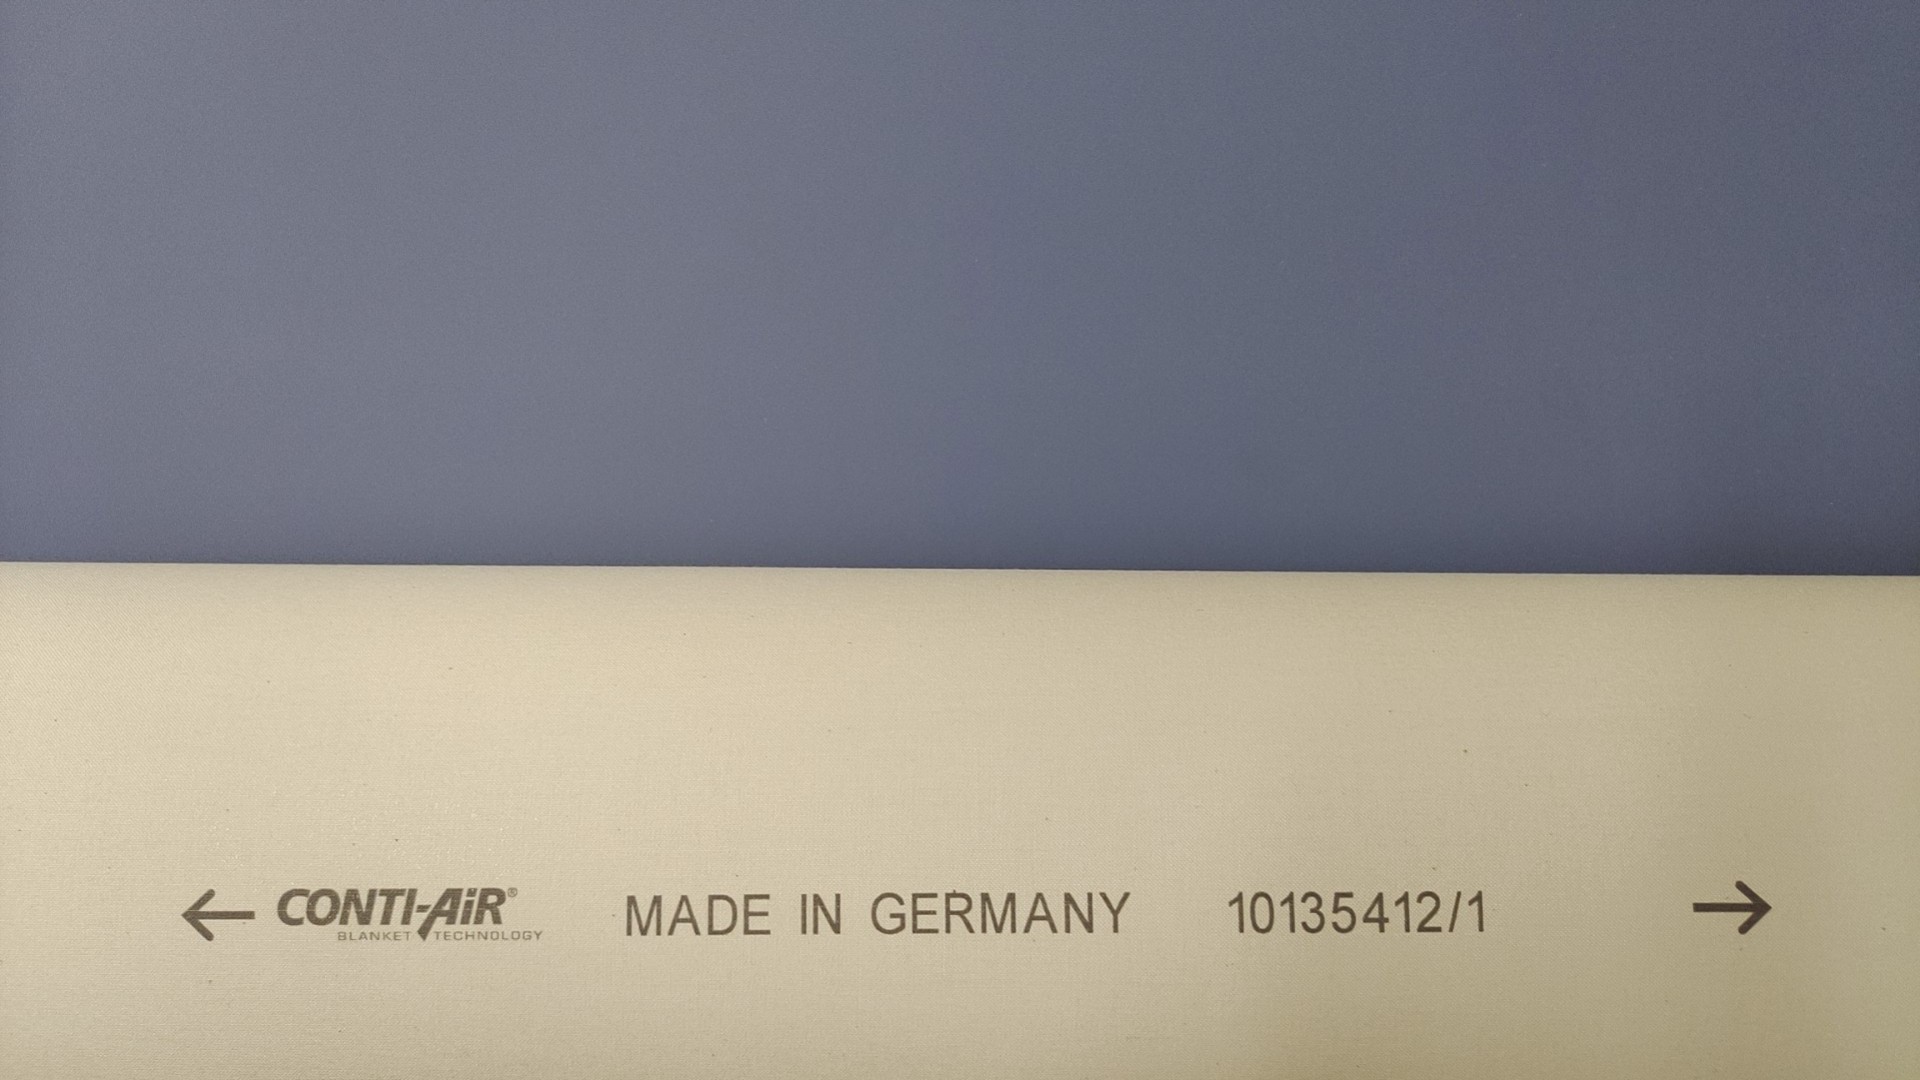 ← CONTI-AiR® MADE IN GERMANY 10135412/1 →
BLANKET TECHNOLOGY